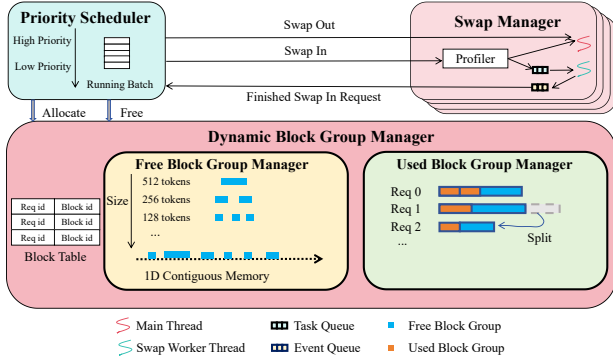 Priority Scheduler
High Priority
Low Priority
Running Batch
Swap Out
Swap In
Finished Swap In Request
Swap Manager
Profiler
Allocate
Free
Dynamic Block Group Manager
Req id Block id
Req id Block id
Req id Block id
Block Table
Free Block Group Manager
Size
512 tokens
256 tokens
128 tokens
...
1D Contiguous Memory
Used Block Group Manager
Req 0
Req 1
Req 2
...
Split
Main Thread
Task Queue
Free Block Group
Swap Worker Thread
Event Queue
Used Block Group